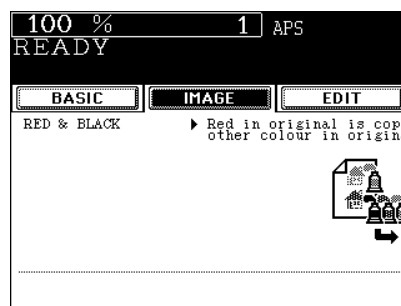 100 % 1 APS
READY
BASIC IMAGE EDIT
RED & BLACK Red in original is cop
other colour in origin